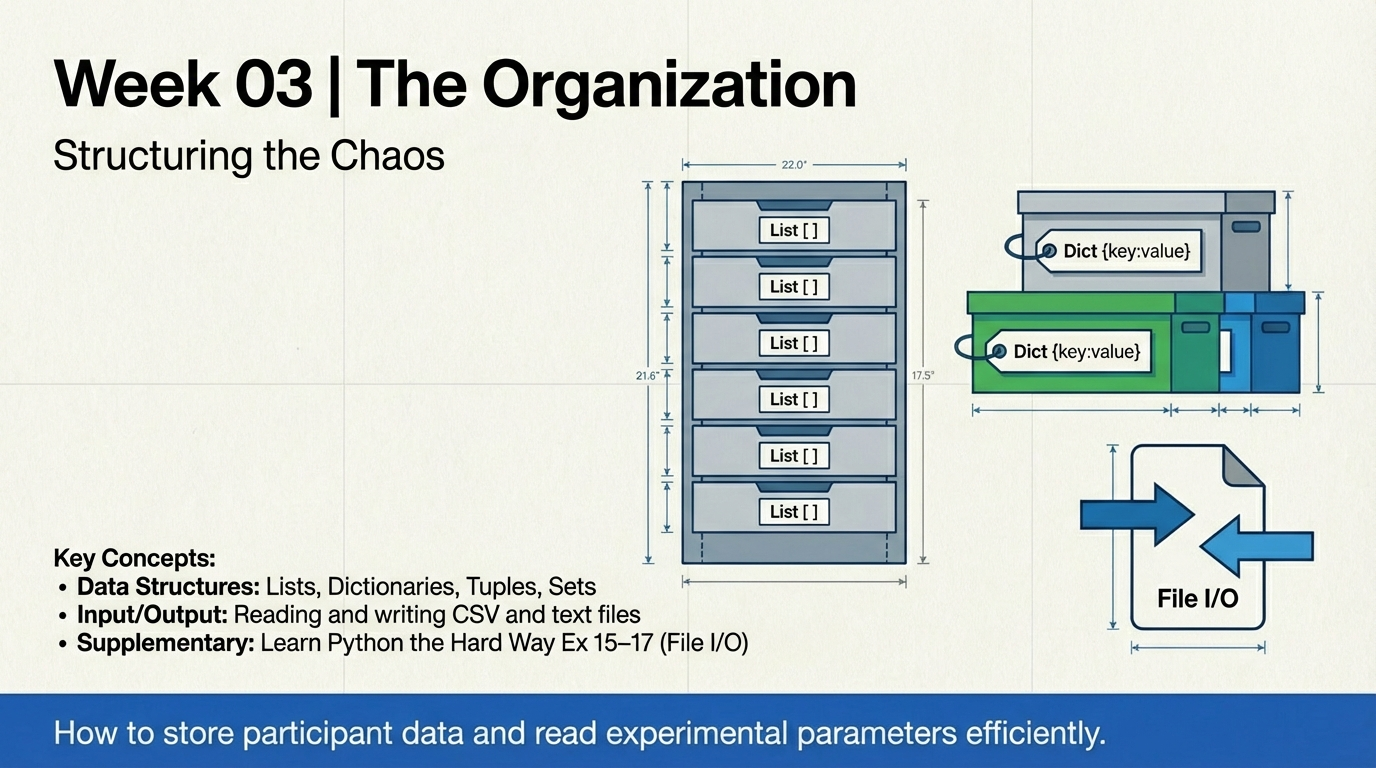 Week 03 | The Organization
Structuring the Chaos
22.0"
21.6"
17.5"
List [ ]
List [ ]
List [ ]
List [ ]
List [ ]
List [ ]
Dict {key:value}
Dict {key:value}
File I/O
Key Concepts:
• Data Structures: Lists, Dictionaries, Tuples, Sets
• Input/Output: Reading and writing CSV and text files
• Supplementary: Learn Python the Hard Way Ex 15–17 (File I/O)
How to store participant data and read experimental parameters efficiently.